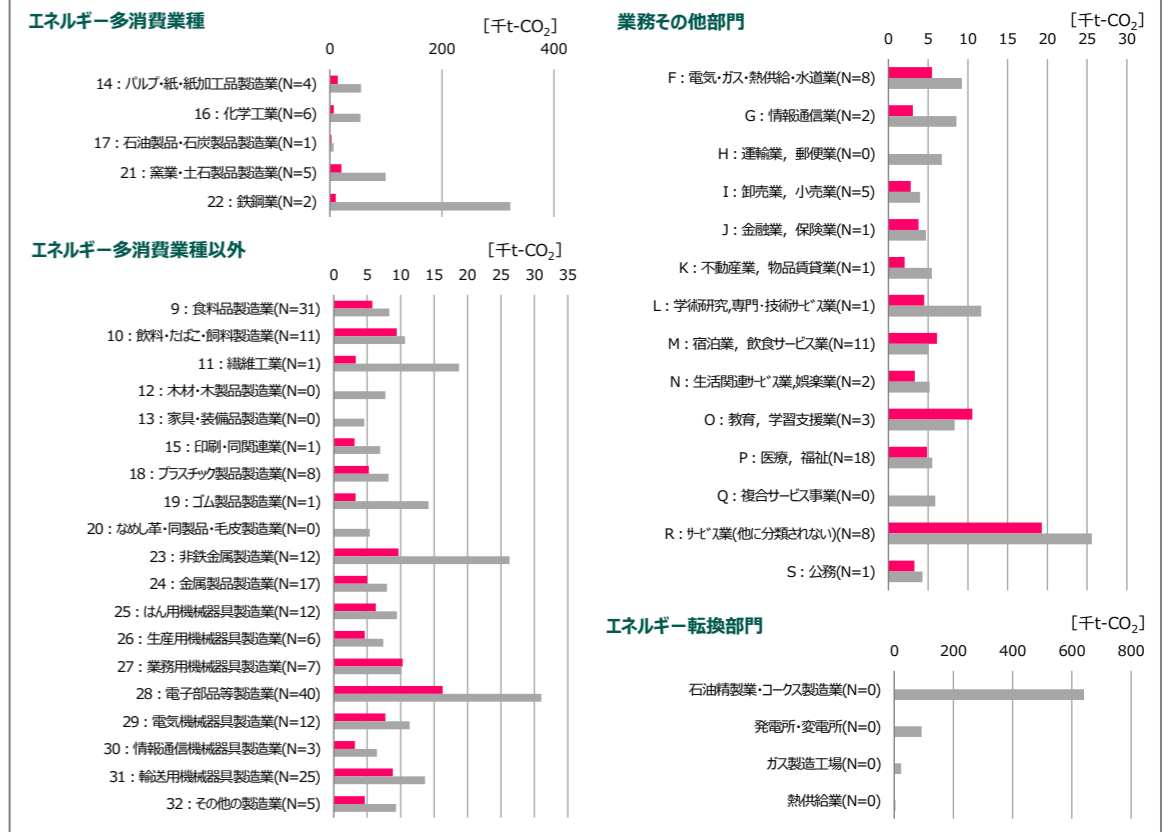 エネルギー多消費業種
[千t-CO₂]
0 200 400
14：パルプ・紙・紙加工品製造業(N=4)
16：化学工業(N=6)
17：石油製品・石炭製品製造業(N=1)
21：窯業・土石製品製造業(N=5)
22：鉄鋼業(N=2)
エネルギー多消費業種以外
[千t-CO₂]
0 5 10 15 20 25 30 35
9：食料品製造業(N=31)
10：飲料・たばこ・飼料製造業(N=11)
11：繊維工業(N=1)
12：木材・木製品製造業(N=0)
13：家具・装備品製造業(N=0)
15：印刷・同関連業(N=1)
18：プラスチック製品製造業(N=8)
19：ゴム製品製造業(N=1)
20：なめし革・同製品・毛皮製造業(N=0)
23：非鉄金属製造業(N=12)
24：金属製品製造業(N=17)
25：はん用機械器具製造業(N=12)
26：生産用機械器具製造業(N=6)
27：業務用機械器具製造業(N=7)
28：電子部品等製造業(N=40)
29：電気機械器具製造業(N=12)
30：情報通信機械器具製造業(N=3)
31：輸送用機械器具製造業(N=25)
32：その他の製造業(N=5)
業務その他部門
[千t-CO₂]
0 5 10 15 20 25 30
F：電気・ガス・熱供給・水道業(N=8)
G：情報通信業(N=2)
H：運輸業，郵便業(N=0)
I：卸売業，小売業(N=5)
J：金融業，保険業(N=1)
K：不動産業，物品賃貸業(N=1)
L：学術研究,専門・技術サービス業(N=1)
M：宿泊業，飲食サービス業(N=11)
N：生活関連サービス業,娯楽業(N=2)
O：教育，学習支援業(N=3)
P：医療，福祉(N=18)
Q：複合サービス事業(N=0)
R：サービス業(他に分類されない)(N=8)
S：公務(N=1)
エネルギー転換部門
[千t-CO₂]
0 200 400 600 800
石油精製業・コークス製造業(N=0)
発電所・変電所(N=0)
ガス製造工場(N=0)
熱供給業(N=0)